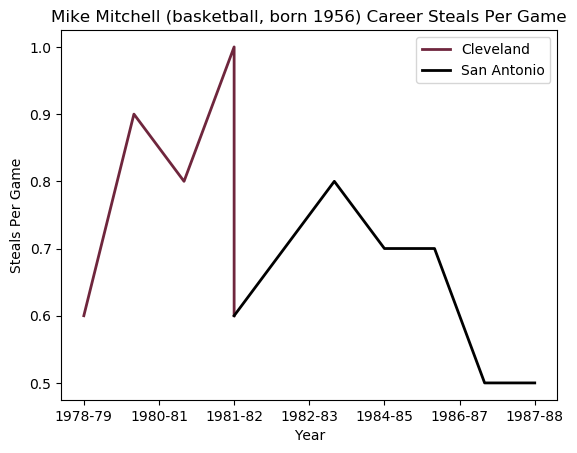 Mike Mitchell (basketball, born 1956) Career Steals Per Game
Cleveland
San Antonio
Steals Per Game
1.0
0.9
0.8
0.7
0.6
0.5
1978-79 1980-81 1981-82 1982-83 1984-85 1986-87 1987-88
Year